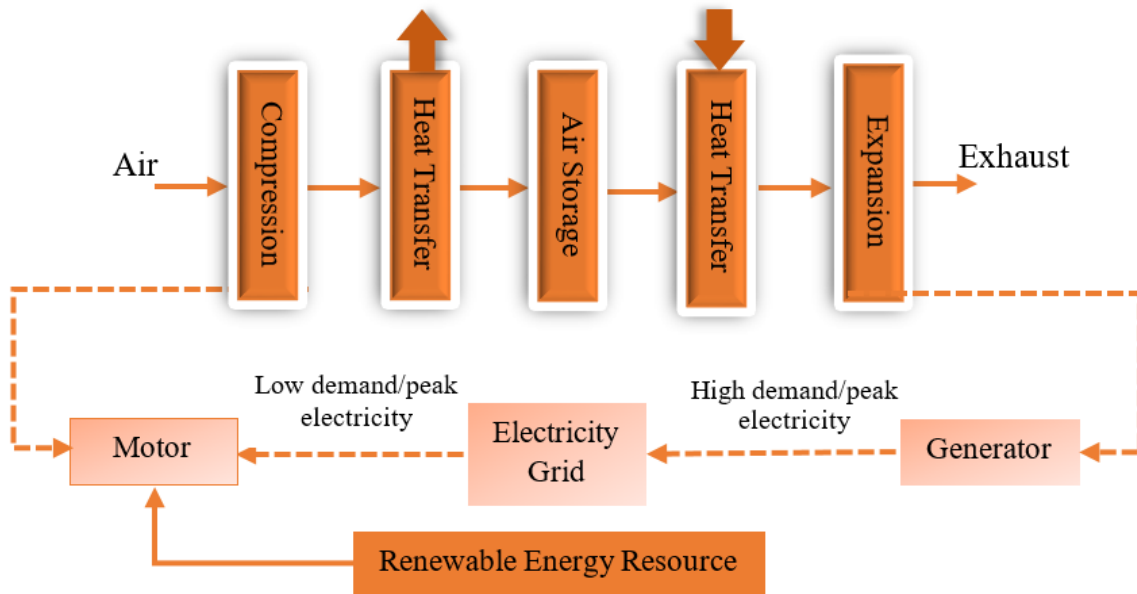 Air
Compression
Heat Transfer
Air Storage
Heat Transfer
Expansion
Exhaust
Low demand/peak
electricity
High demand/peak
electricity
Motor
Electricity
Grid
Generator
Renewable Energy Resource